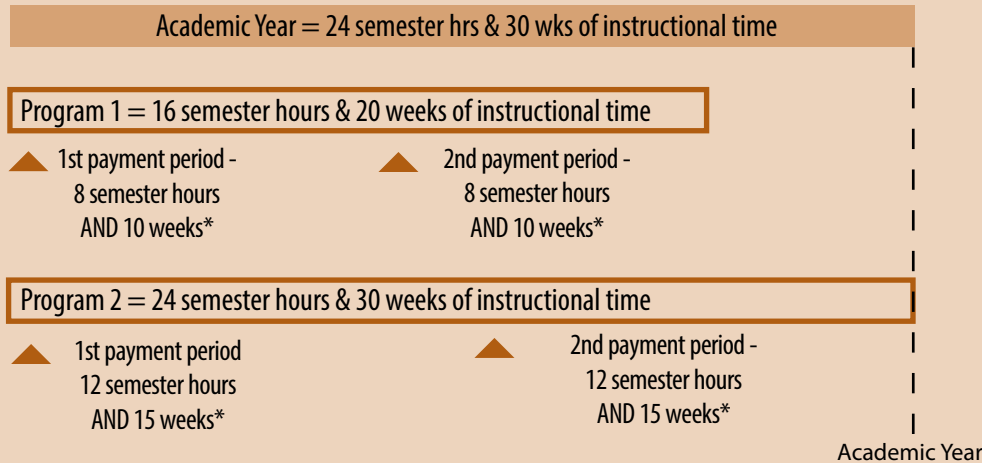 Academic Year = 24 semester hrs & 30 wks of instructional time
Program 1 = 16 semester hours & 20 weeks of instructional time
1st payment period -
8 semester hours
AND 10 weeks*
2nd payment period -
8 semester hours
AND 10 weeks*
Program 2 = 24 semester hours & 30 weeks of instructional time
1st payment period
12 semester hours
AND 15 weeks*
2nd payment period -
12 semester hours
AND 15 weeks*
Academic Year